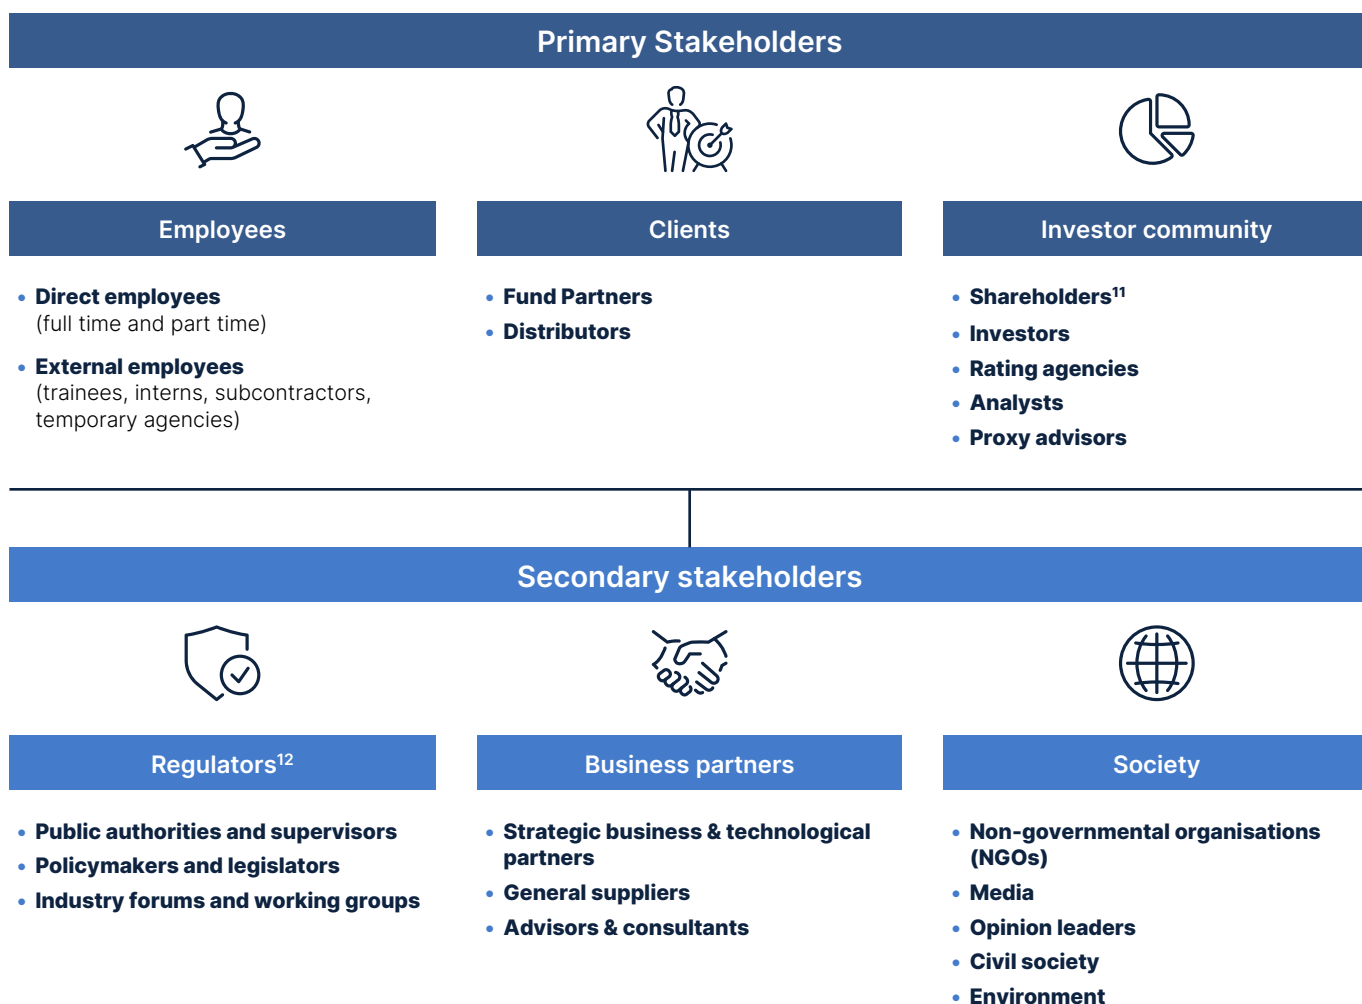 Primary Stakeholders
Employees
• Direct employees
(full time and part time)
• External employees
(trainees, interns, subcontractors,
temporary agencies)
Clients
• Fund Partners
• Distributors
Investor community
• Shareholders¹¹
• Investors
• Rating agencies
• Analysts
• Proxy advisors
Secondary stakeholders
Regulators¹²
• Public authorities and supervisors
• Policymakers and legislators
• Industry forums and working groups
Business partners
• Strategic business & technological
partners
• General suppliers
• Advisors & consultants
Society
• Non-governmental organisations
(NGOs)
• Media
• Opinion leaders
• Civil society
• Environment